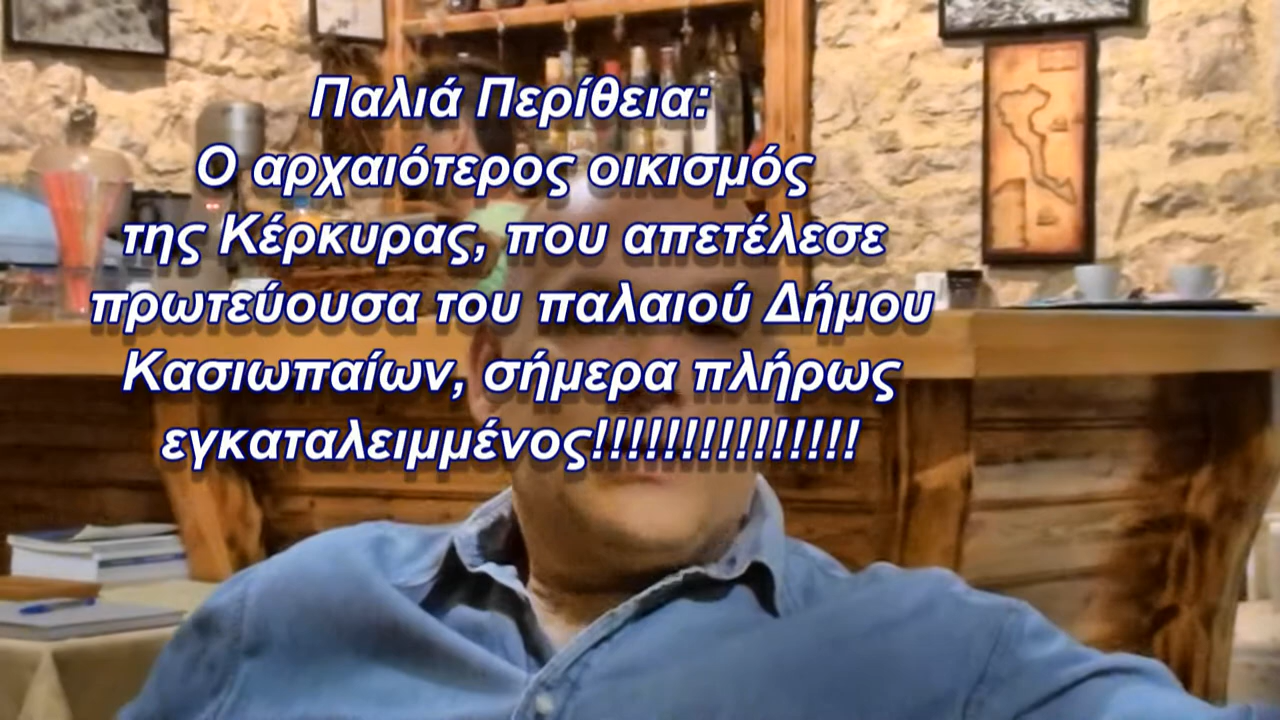 Παλιά Περίθεια:
Ο αρχαιότερος οικισμός
της Κέρκυρας, που απετέλεσε
πρωτεύουσα του παλαιού Δήμου
Κασιωπαίων, σήμερα πλήρως
εγκαταλειμμένος!!!!!!!!!!!!!!!